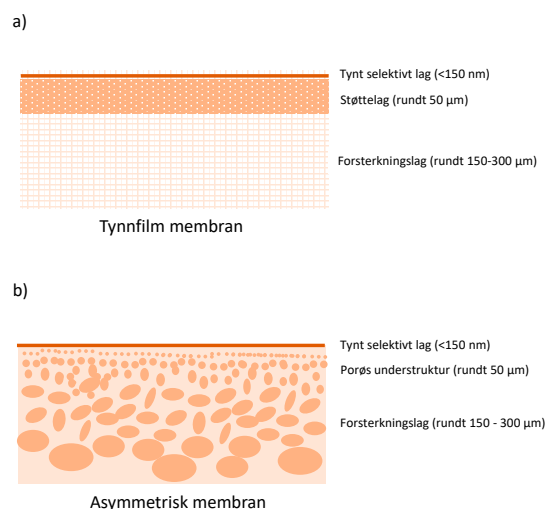 a)
Tynt selektivt lag (<150 nm)
Støttelag (rundt 50 µm)
Forsterkningslag (rundt 150-300 µm)
Tynnfilm membran
b)
Tynt selektivt lag (<150 nm)
Porøs understruktur (rundt 50 µm)
Forsterkningslag (rundt 150 - 300 µm)
Asymmetrisk membran